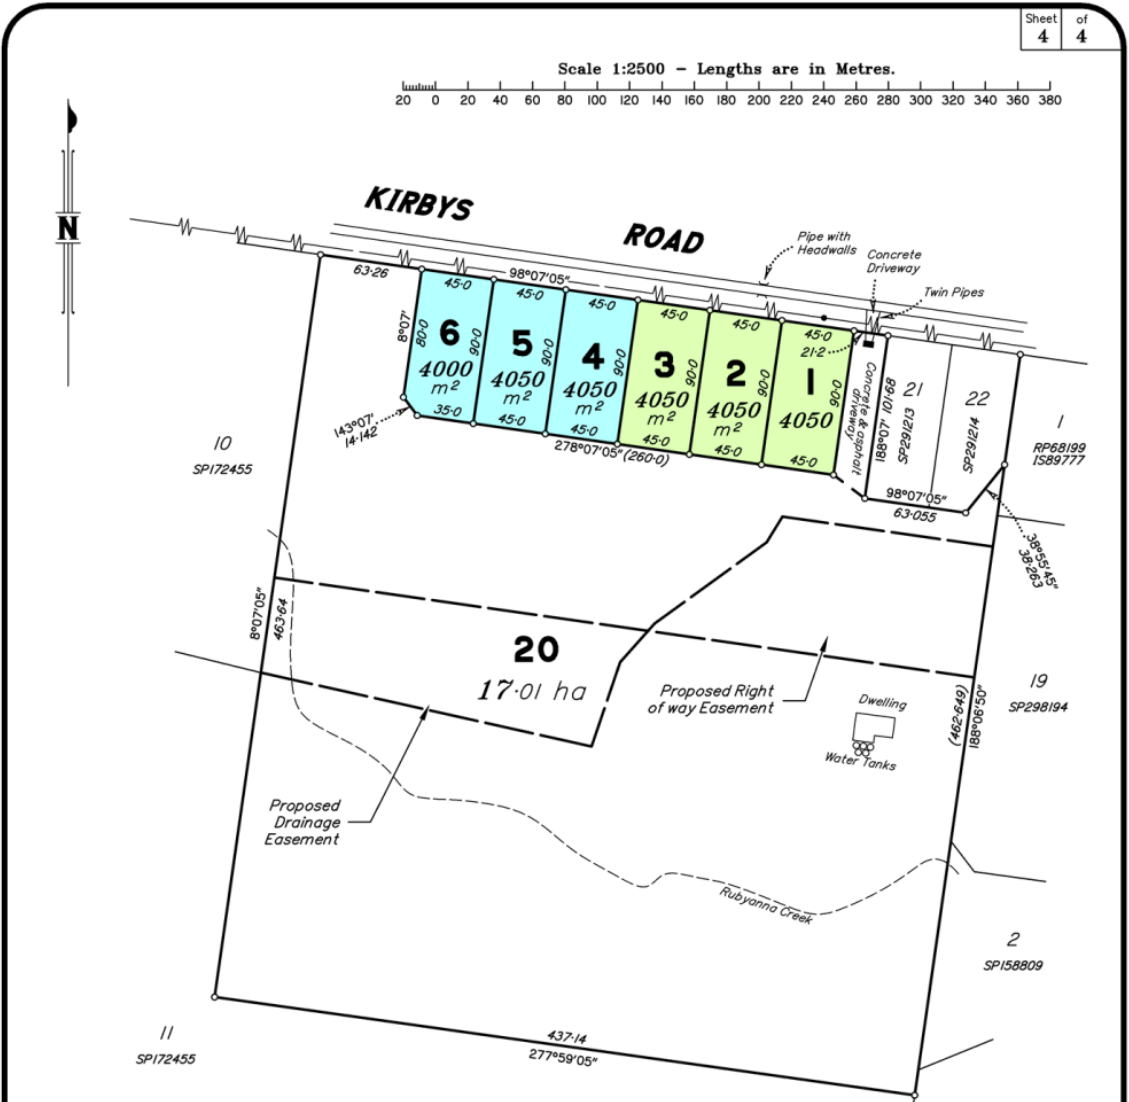 Sheet of
4 4
Scale 1:2500 – Lengths are in Metres.
20 0 20 40 60 80 100 120 140 160 180 200 220 240 260 280 300 320 340 360 380
N
KIRBYS ROAD
Pipe with
Headwalls
Concrete
Driveway
Twin Pipes
63·26
98°07'05"
45·0
45·0
45·0
45·0
45·0
45·0
21·2
8°07'
80·0
6
4000
m²
90·0
5
4050
m²
90·0
4
4050
m²
90·0
3
4050
m²
90·0
2
4050
m²
90·0
1
4050
90·0
Concrete & asphalt
driveway
188°07' 101·68
21
SP291213
22
SP291214
1
RP68199
IS89777
143°07'
14·142
35·0
45·0
45·0
45·0
45·0
45·0
278°07'05" (260·0)
98°07'05"
63·055
38°55'45"
38·263
10
SP172455
8°07'05"
463·64
20
17·01 ha
Proposed Right
of way Easement
Dwelling
Water Tanks
(462·649)
188°06'50"
19
SP298194
Proposed
Drainage
Easement
Rubyanna Creek
2
SP158809
11
SP172455
437·14
277°59'05"